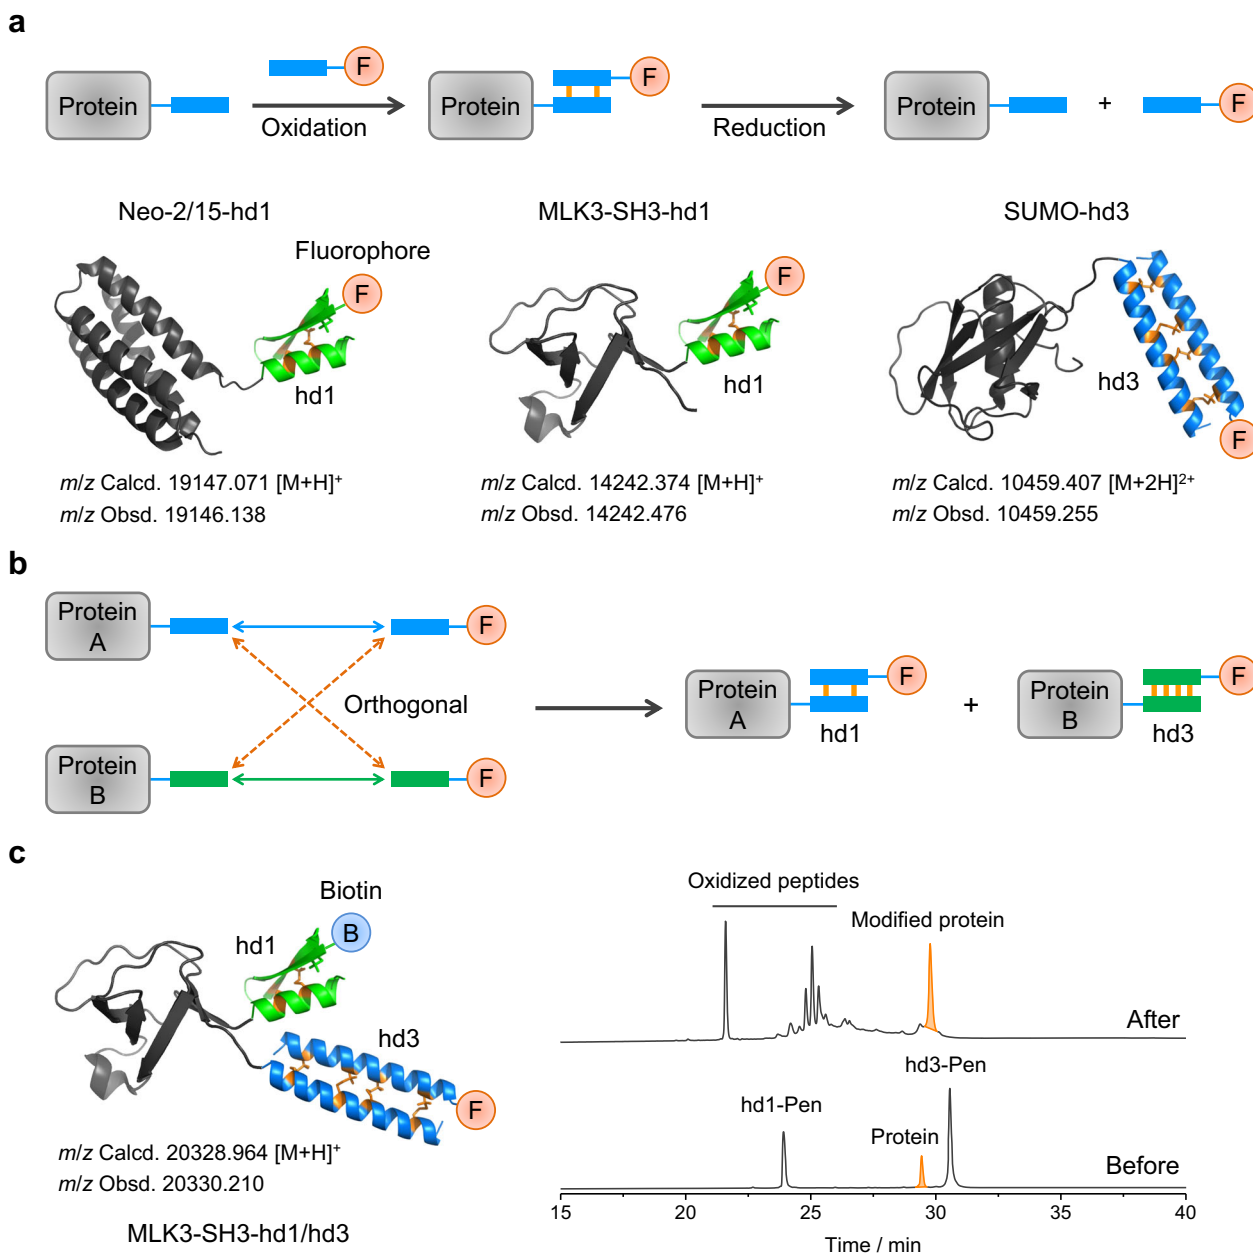 a
F
F
Protein
Protein
Protein
+
F
Oxidation
Reduction
Neo-2/15-hd1
MLK3-SH3-hd1
SUMO-hd3
Fluorophore
F
F
hd1
hd1
hd3
F
m/z Calcd. 19147.071 [M+H]⁺
m/z Obsd. 19146.138
m/z Calcd. 14242.374 [M+H]⁺
m/z Obsd. 14242.476
m/z Calcd. 10459.407 [M+2H]²⁺
m/z Obsd. 10459.255
b
Protein
A
F
Orthogonal
Protein
B
F
Protein
A
F
hd1
+
Protein
B
F
hd3
c
Biotin
B
hd1
hd3
F
m/z Calcd. 20328.964 [M+H]⁺
m/z Obsd. 20330.210
MLK3-SH3-hd1/hd3
Oxidized peptides
Modified protein
After
hd3-Pen
hd1-Pen
Protein
Before
15
20
25
30
35
40
Time / min